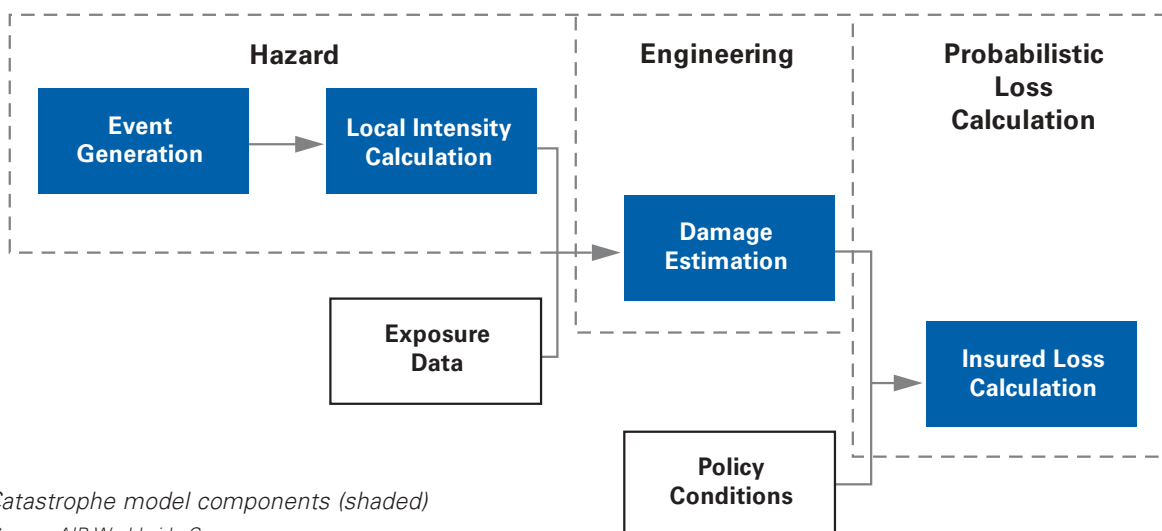 Hazard
Engineering
Probabilistic
Loss
Calculation
Event
Generation
Local Intensity
Calculation
Damage
Estimation
Exposure
Data
Insured Loss
Calculation
Policy
Conditions
Catastrophe model components (shaded)